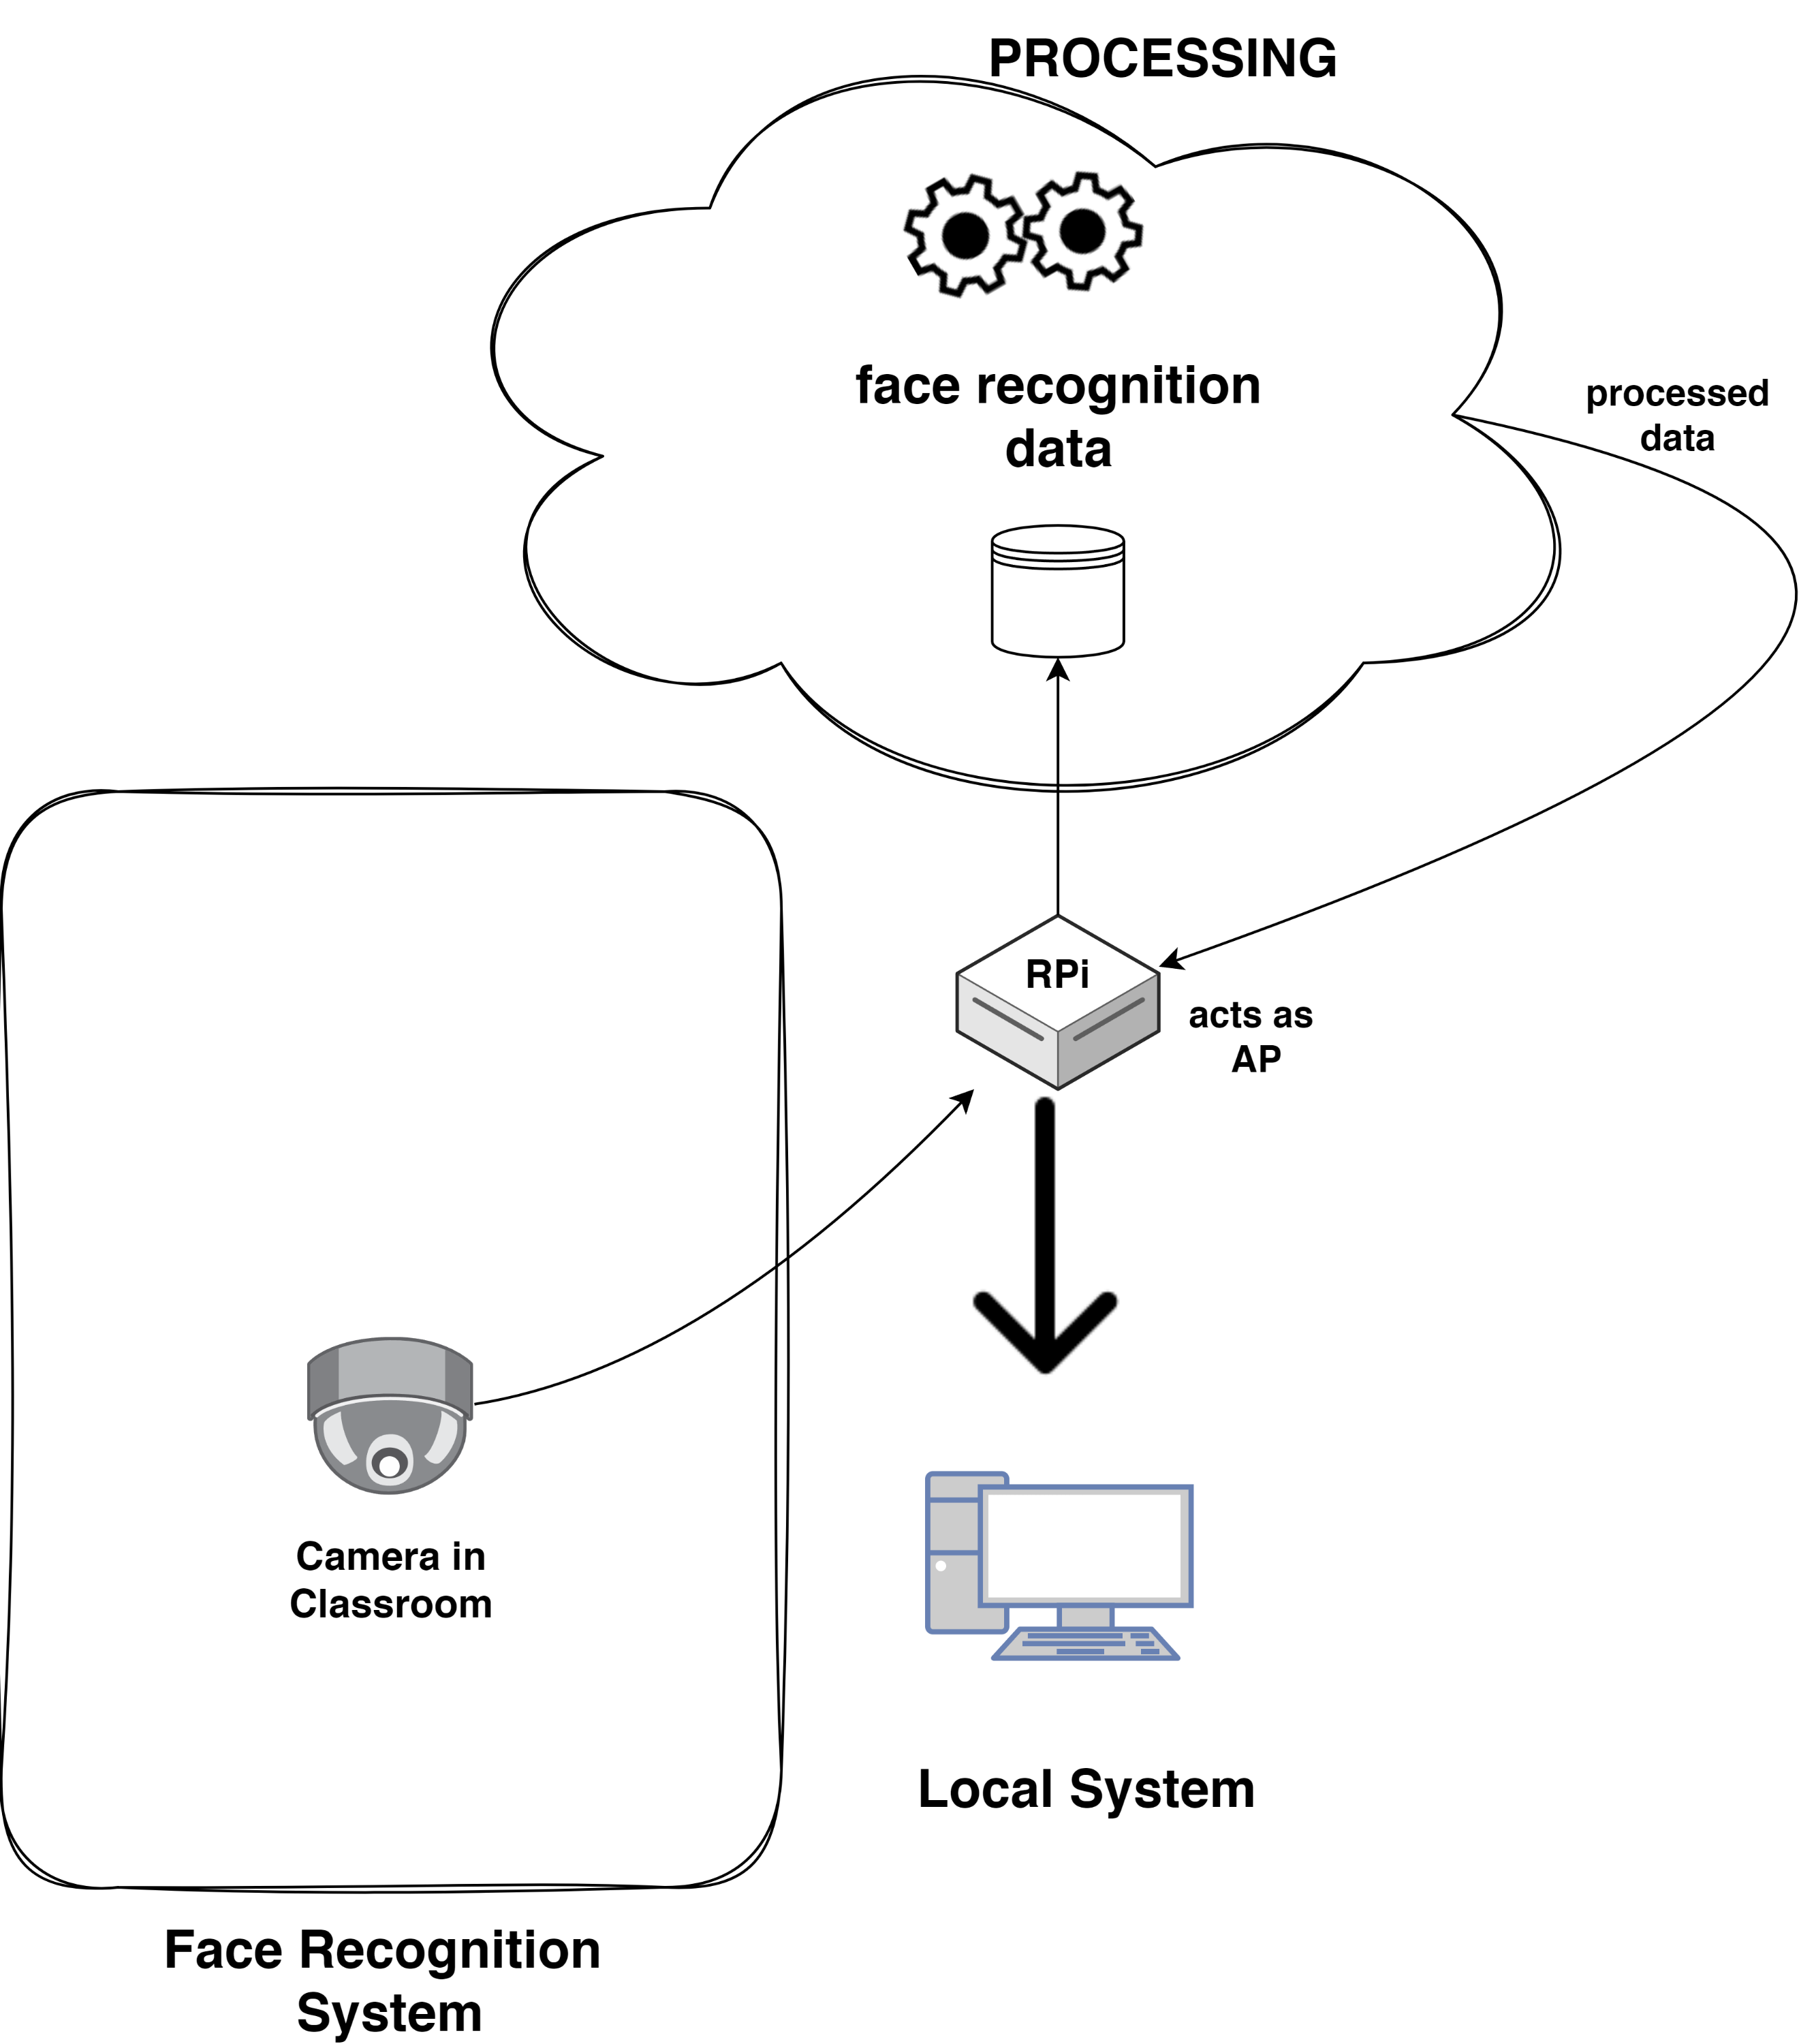 PROCESSING
face recognition
data
processed
data
RPi
acts as
AP
Camera in
Classroom
Local System
Face Recognition
System